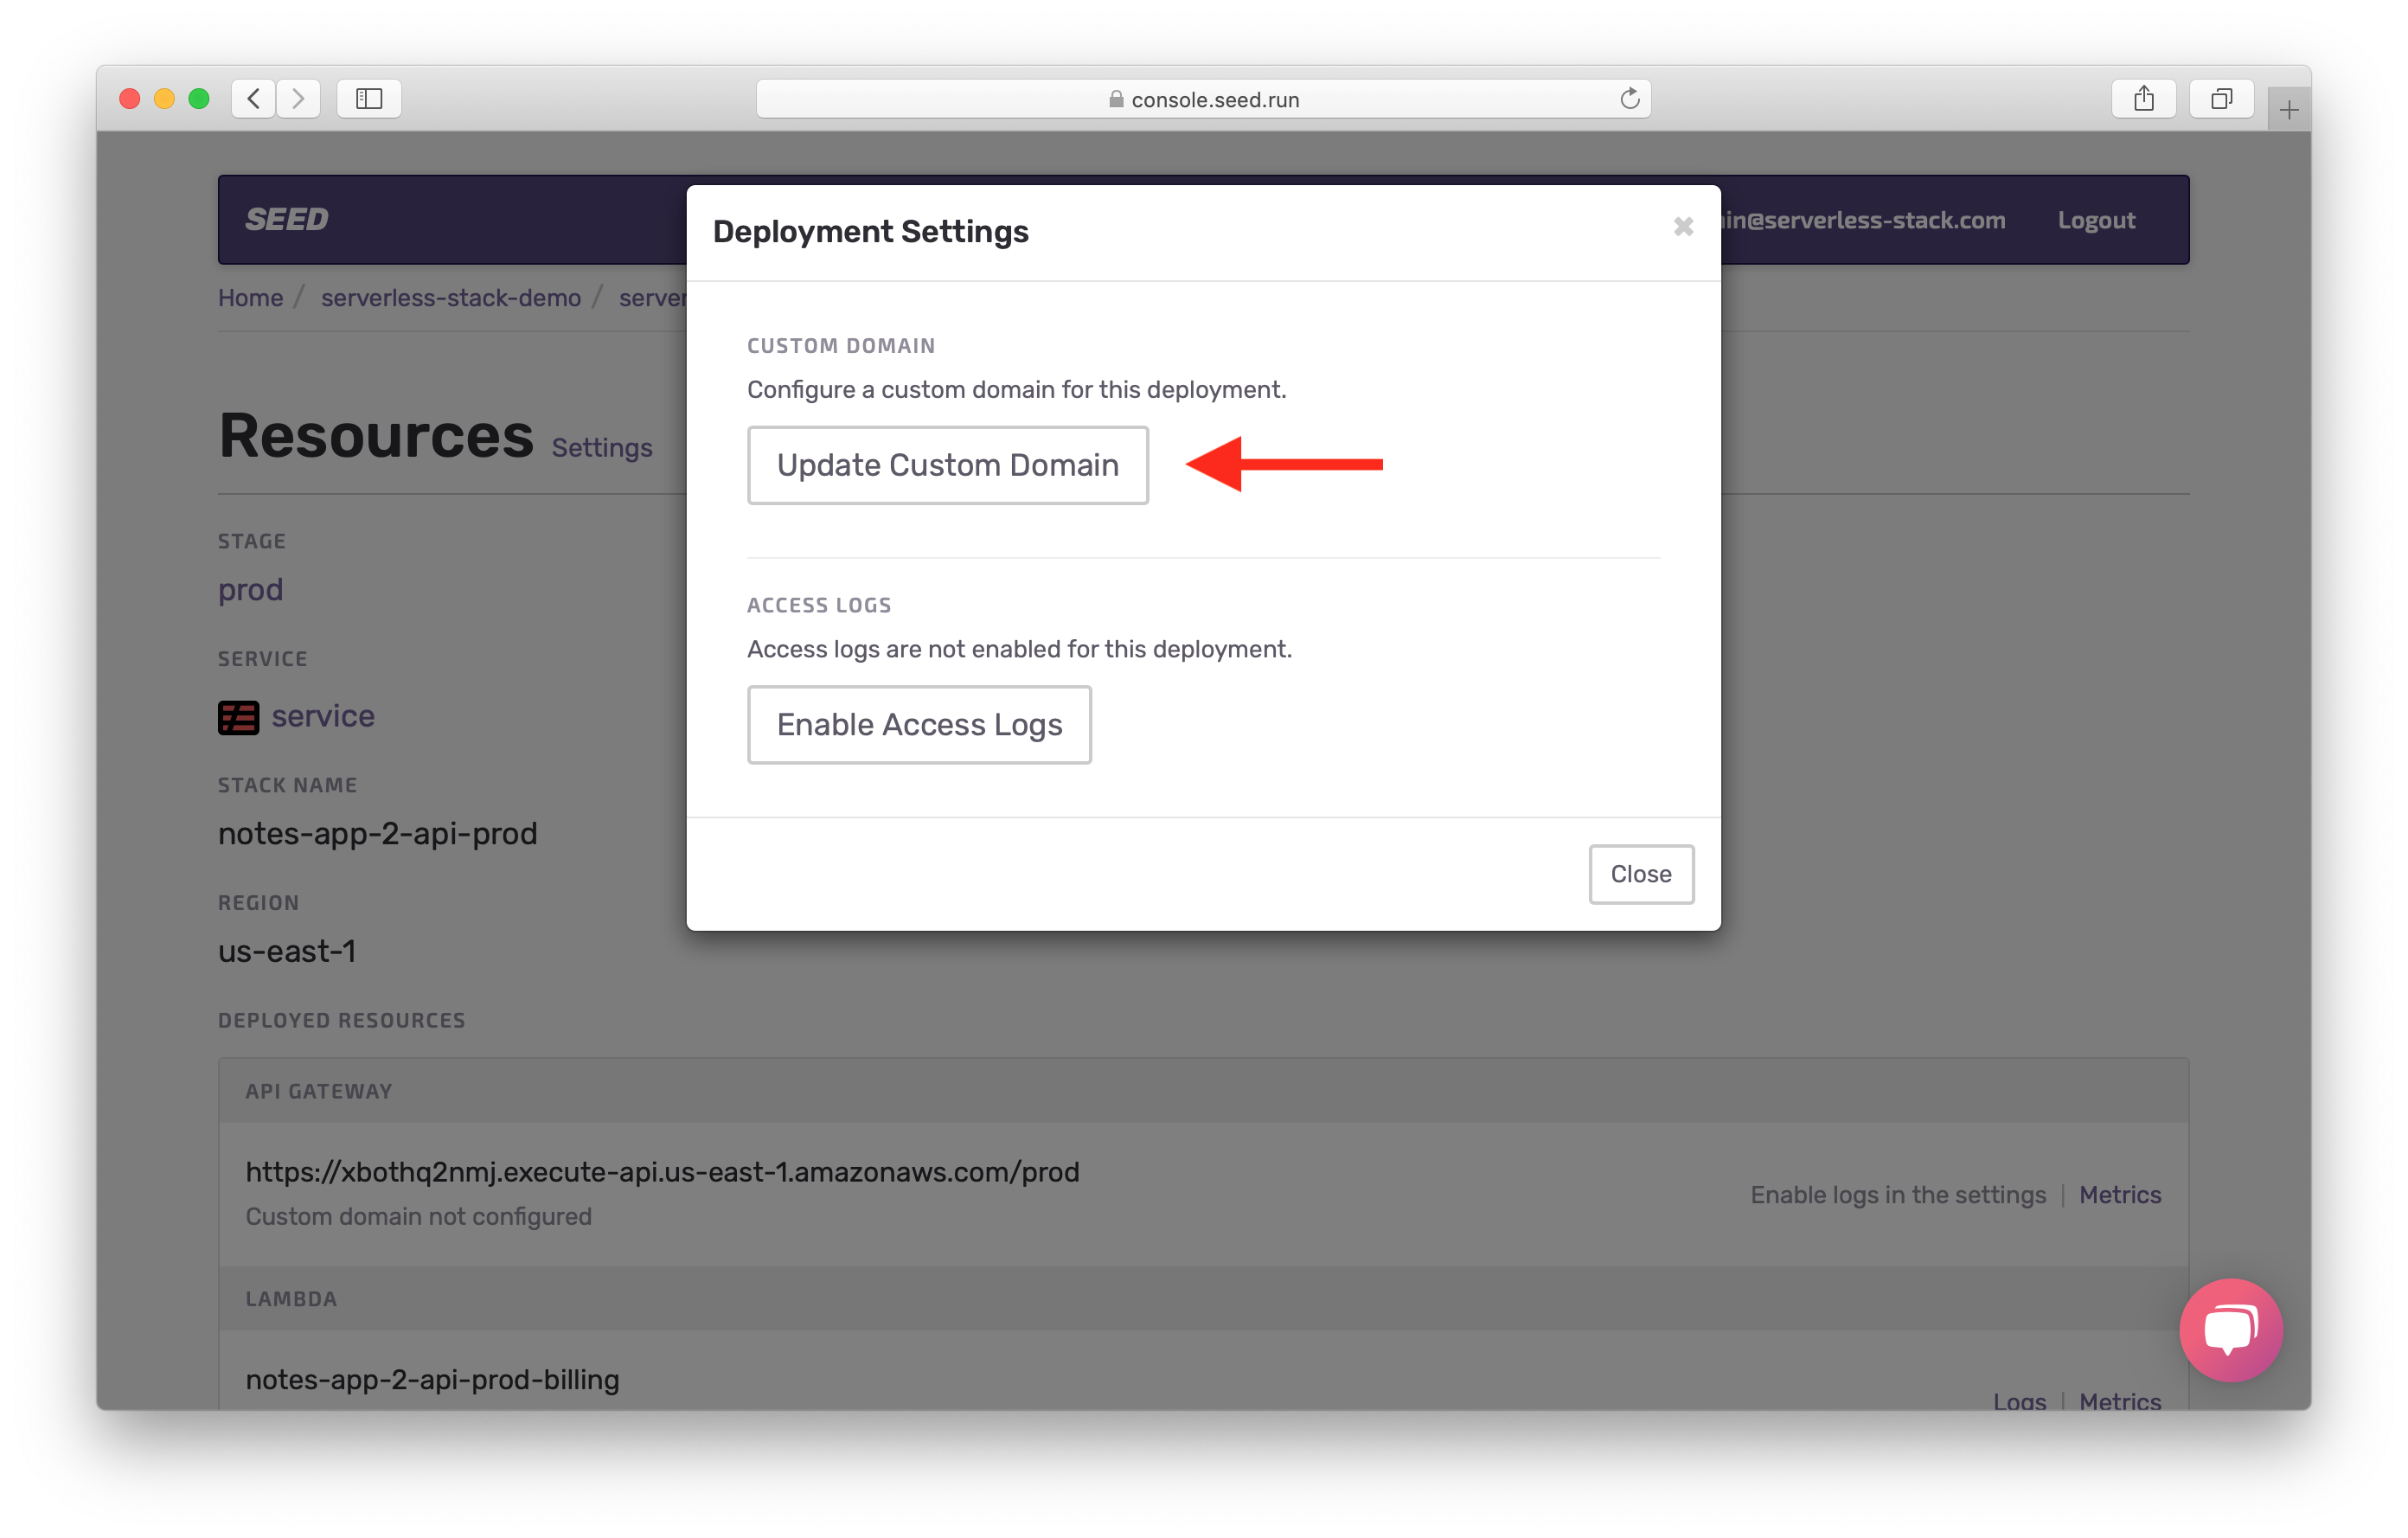 console.seed.run
SEED
in@serverless-stack.com Logout
Home / serverless-stack-demo /
Deployment Settings
CUSTOM DOMAIN
Configure a custom domain for this deployment.
Update Custom Domain
ACCESS LOGS
Access logs are not enabled for this deployment.
Enable Access Logs
Close
Resources Settings
STAGE
prod
SERVICE
service
STACK NAME
notes-app-2-api-prod
REGION
us-east-1
DEPLOYED RESOURCES
API GATEWAY
https://xbothq2nmj.execute-api.us-east-1.amazonaws.com/prod
Custom domain not configured
Enable logs in the settings | Metrics
LAMBDA
notes-app-2-api-prod-billing
Logs | Metrics